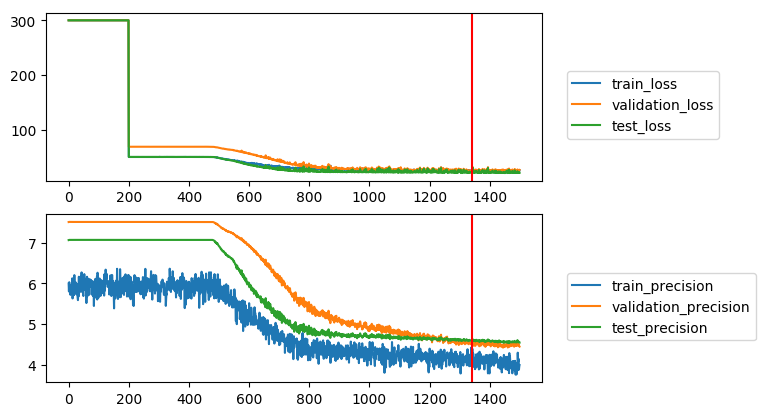 300
200
100
0 200 400 600 800 1000 1200 1400
train_loss
validation_loss
test_loss
7
6
5
4
0 200 400 600 800 1000 1200 1400
train_precision
validation_precision
test_precision